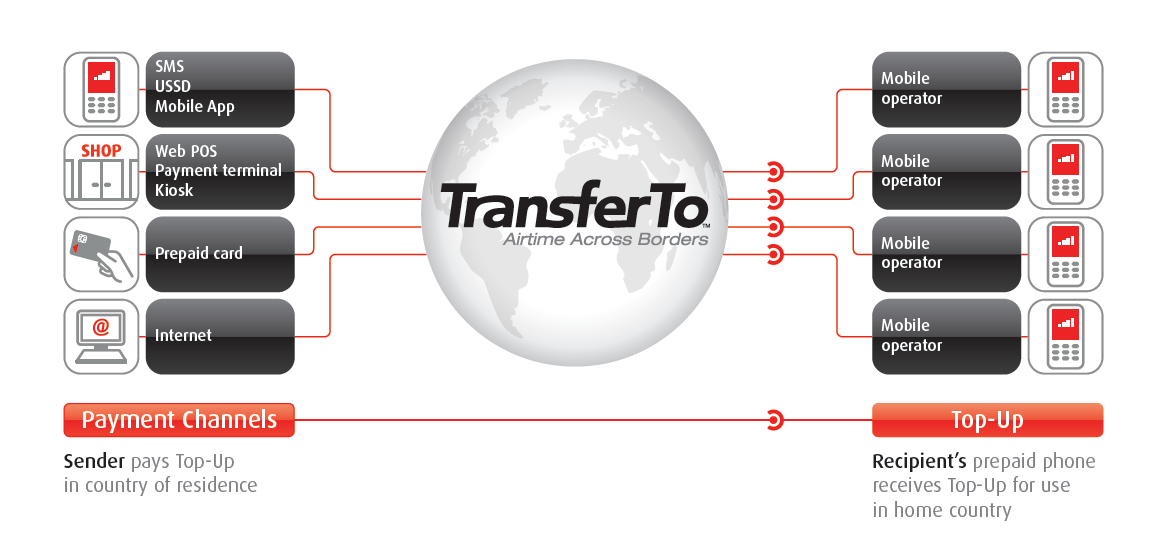 SMS
USSD
Mobile App
SHOP
Web POS
Payment terminal
Kiosk
Prepaid card
@
Internet
TransferTo™
Airtime Across Borders
Mobile
operator
Mobile
operator
Mobile
operator
Mobile
operator
Payment Channels
Top-Up
Sender pays Top-Up
in country of residence
Recipient's prepaid phone
receives Top-Up for use
in home country